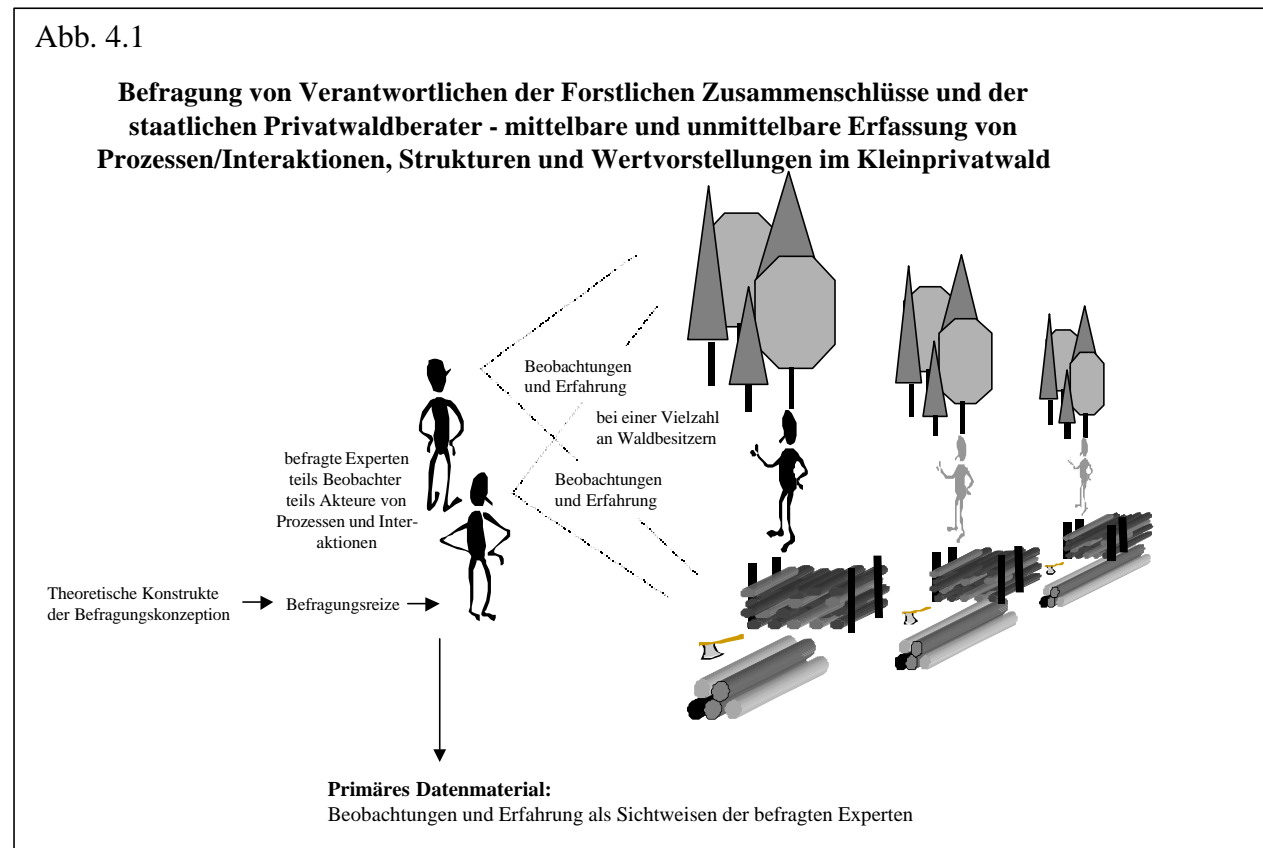 Abb. 4.1
Befragung von Verantwortlichen der Forstlichen Zusammenschlüsse und der
staatlichen Privatwaldberater - mittelbare und unmittelbare Erfassung von
Prozessen/Interaktionen, Strukturen und Wertvorstellungen im Kleinprivatwald
Beobachtungen
und Erfahrung
bei einer Vielzahl
an Waldbesitzern
befragte Experten
teils Beobachter
teils Akteure von
Prozessen und Inter-
aktionen
Beobachtungen
und Erfahrung
Theoretische Konstrukte
der Befragungskonzeption
Befragungsreize
Primäres Datenmaterial:
Beobachtungen und Erfahrung als Sichtweisen der befragten Experten